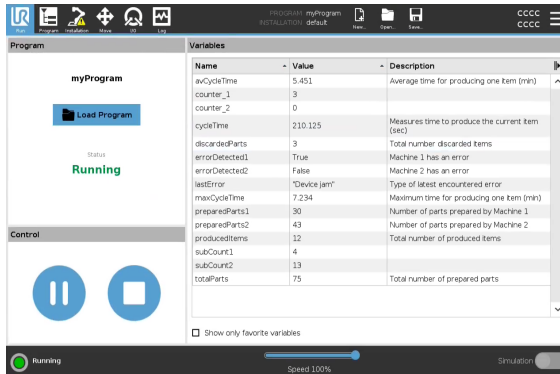 UR
PROGRAM myProgram
INSTALLATION default
CCCC
CCCC
Run Program Installation Move I/O Log New... Open... Save...
Program
Variables
myProgram
Load Program
Status
Running
Control
Name Value Description
avCycleTime 5.451 Average time for producing one item (min)
counter_1 3
counter_2 0
cycleTime 210.125 Measures time to produce the current item
(sec)
discardedParts 3 Total number discarded items
errorDetected1 True Machine 1 has an error
errorDetected2 False Machine 2 has an error
lastError "Device jam" Type of latest encountered error
maxCycleTime 7.234 Maximum time for producing one item (min)
preparedParts1 30 Number of parts prepared by Machine 1
preparedParts2 43 Number of parts prepared by Machine 2
producedItems 12 Total number of produced items
subCount1 4
subCount2 13
totalParts 75 Total number of prepared parts
Show only favorite variables
Running
Speed 100%
Simulation